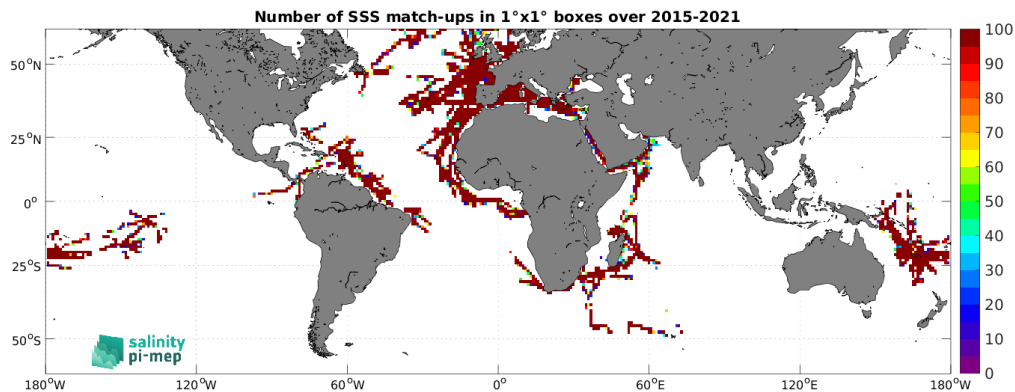 Number of SSS match-ups in 1°x1° boxes over 2015-2021
100
90
80
70
60
50
40
30
20
10
0
50°N
25°N
0°
25°S
50°S
180°W
120°W
60°W
0°
60°E
120°E
180°E
salinity
pi-mep